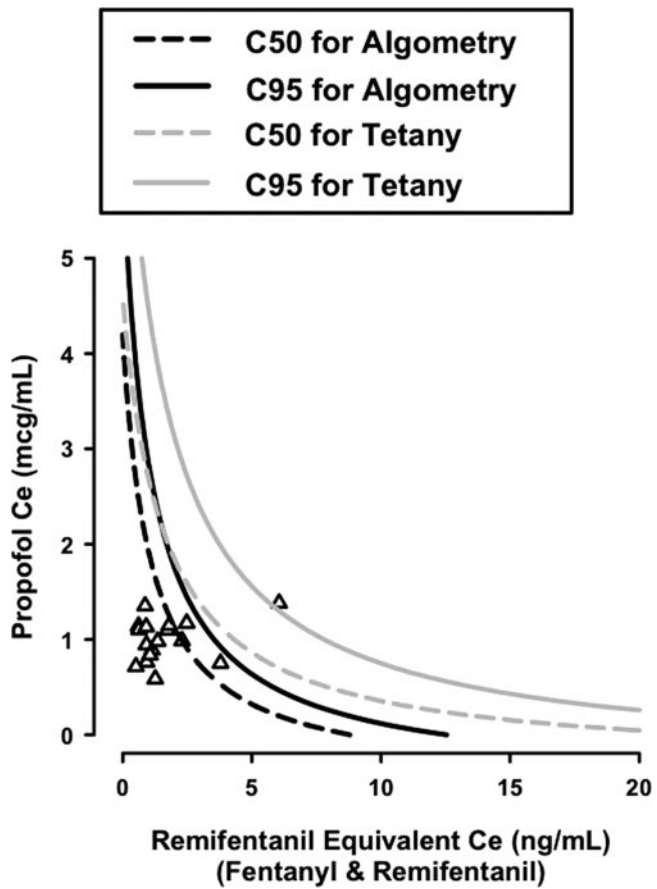 C50 for Algometry
C95 for Algometry
C50 for Tetany
C95 for Tetany
5
4
3
2
1
0
Propofol Ce (mcg/mL)
0 5 10 15 20
Remifentanil Equivalent Ce (ng/mL)
(Fentanyl & Remifentanil)